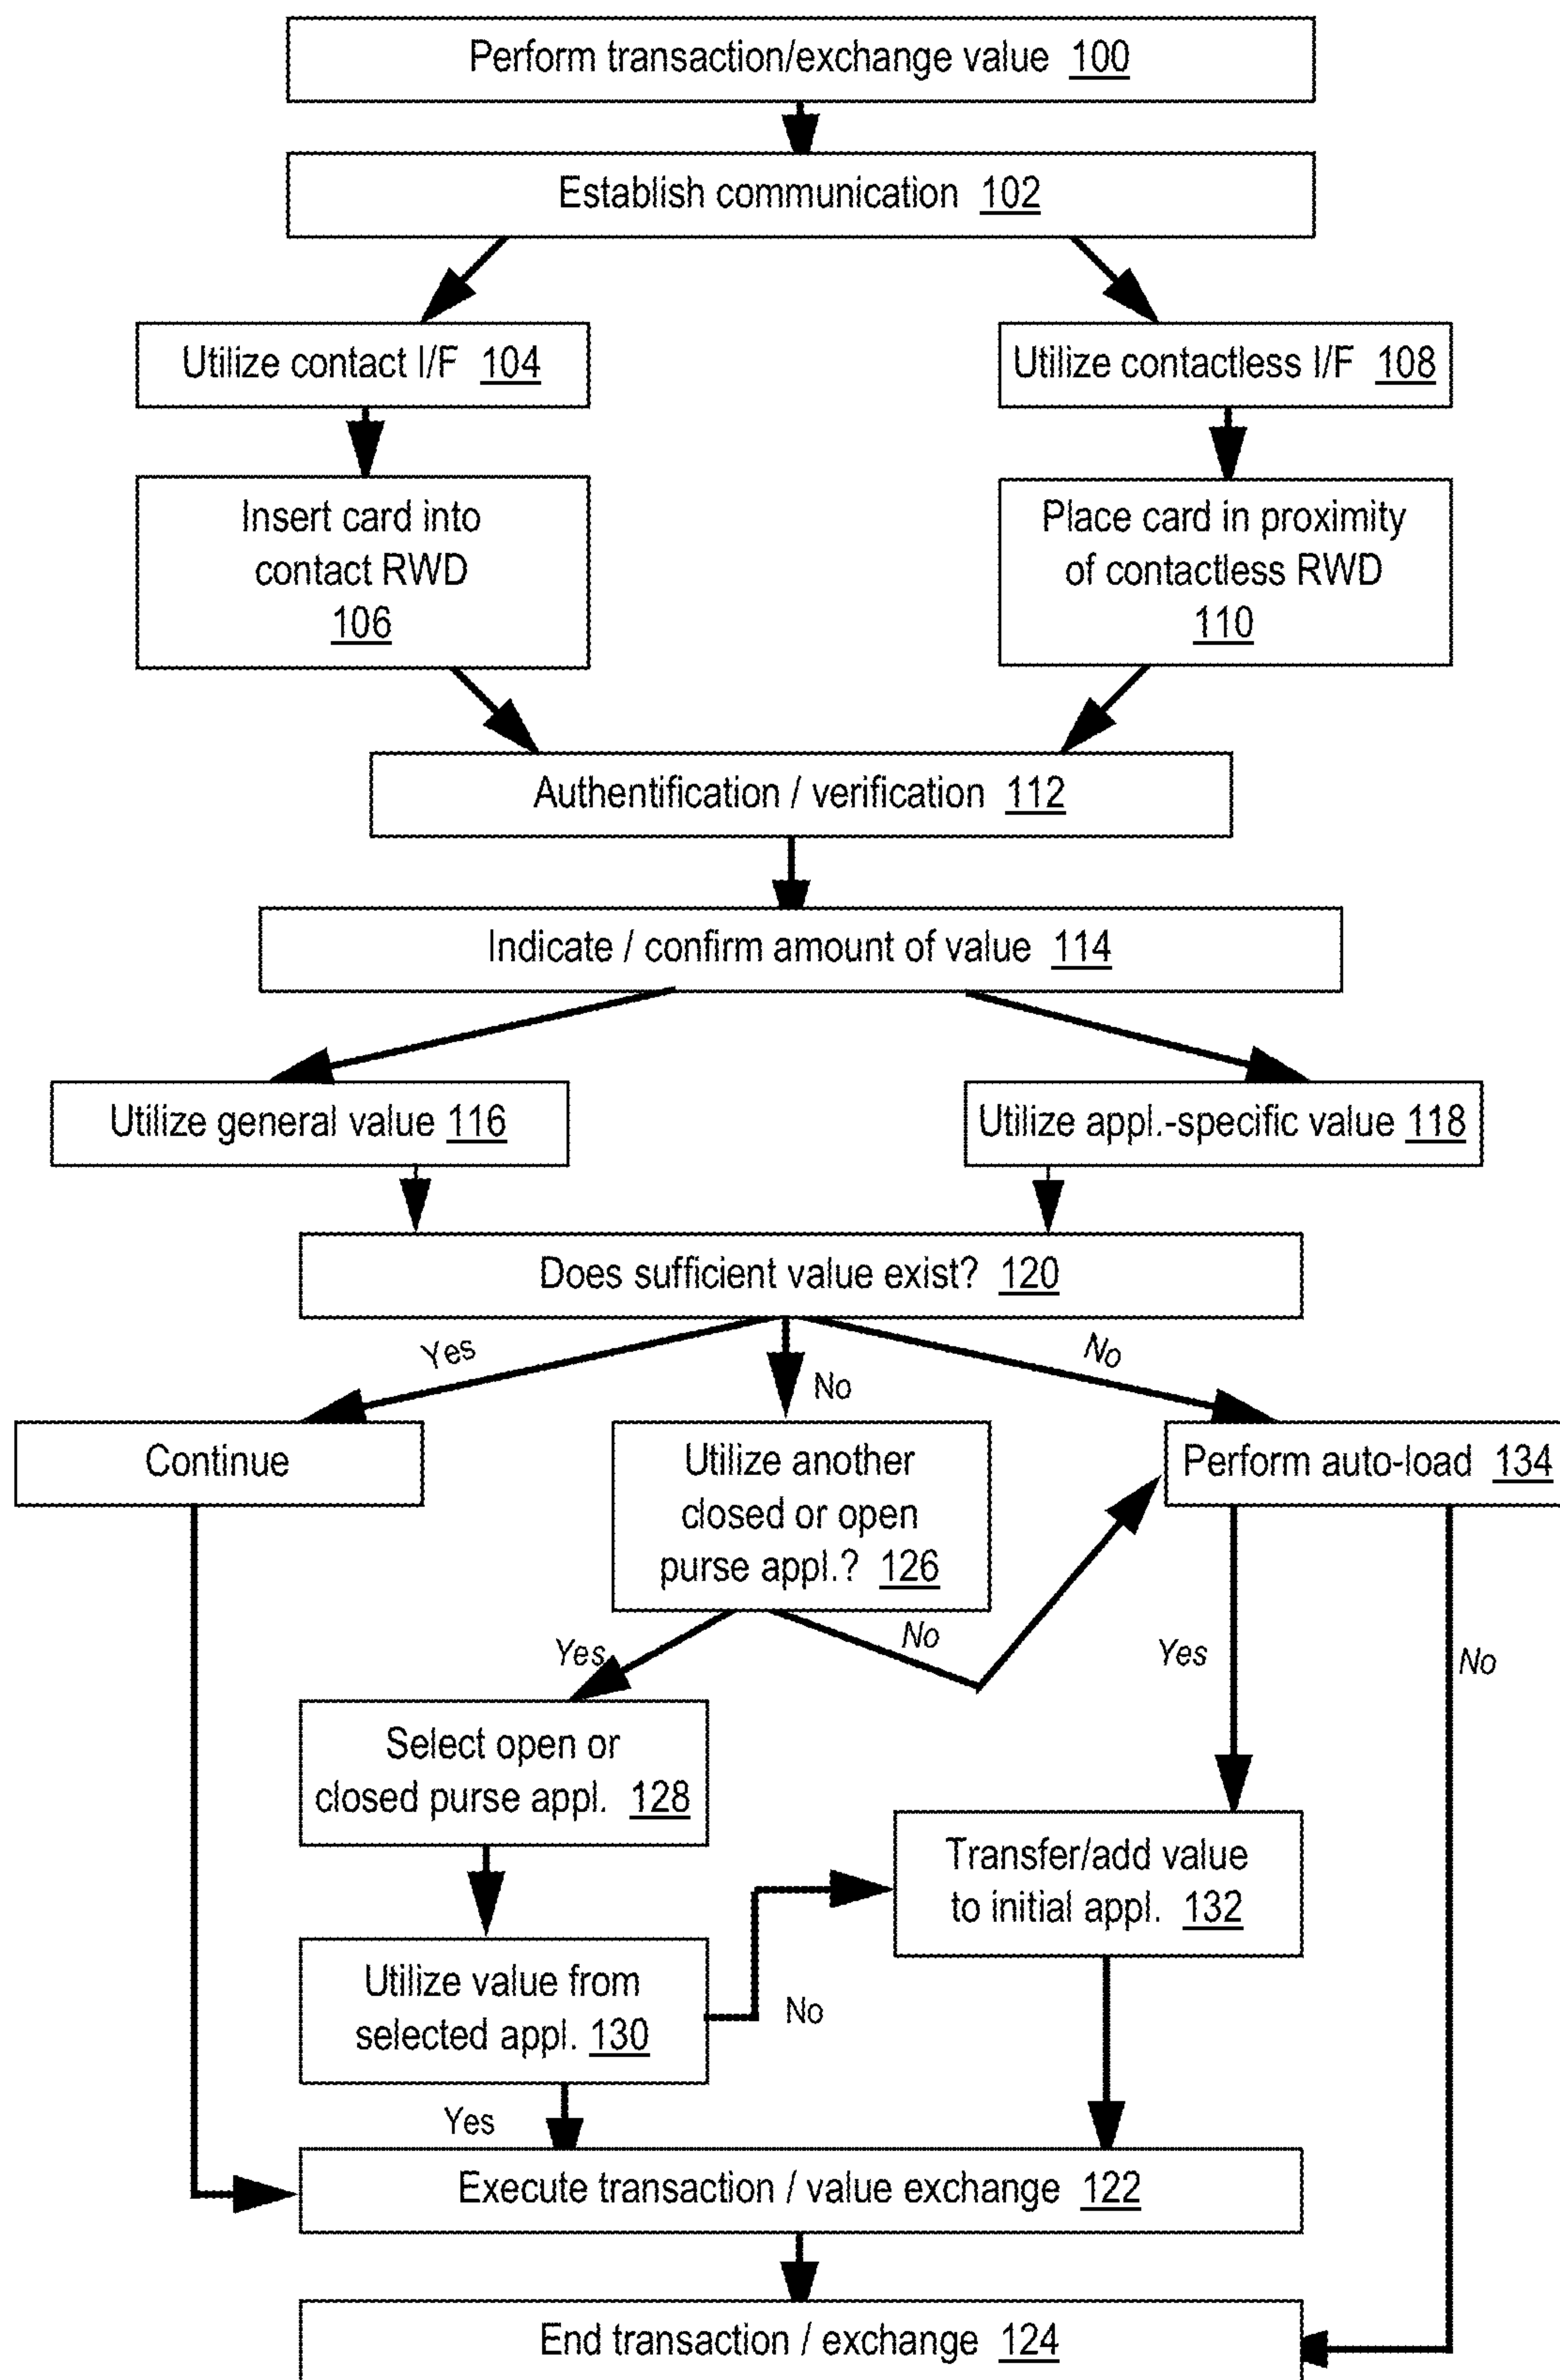 Perform transaction/exchange value 100
Establish communication 102
Utilize contact I/F 104
Utilize contactless I/F 108
Insert card into
contact RWD
106
Place card in proximity
of contactless RWD
110
Authentification / verification 112
Indicate / confirm amount of value 114
Utilize general value 116
Utilize appl.-specific value 118
Does sufficient value exist? 120
Yes
No
No
Continue
Utilize another
closed or open
purse appl.? 126
Perform auto-load 134
Yes
No
Yes
No
Select open or
closed purse appl. 128
Transfer/add value
to initial appl. 132
Utilize value from
selected appl. 130
No
Yes
Execute transaction / value exchange 122
End transaction / exchange 124